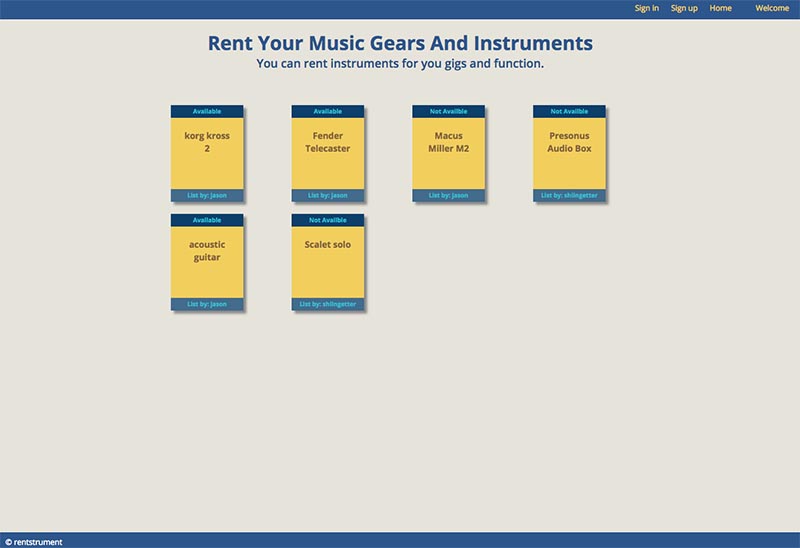 Sign in Sign up Home Welcome
Rent Your Music Gears And Instruments
You can rent instruments for you gigs and function.
Available
korg kross
2
List by: Jason
Available
Fender
Telecaster
List by: Jason
Not Availble
Macus
Miller M2
List by: Jason
Not Availble
Presonus
Audio Box
List by: shlingetter
Available
acoustic
guitar
List by: Jason
Not Availble
Scalet solo
List by: shlingetter
© rentstrument